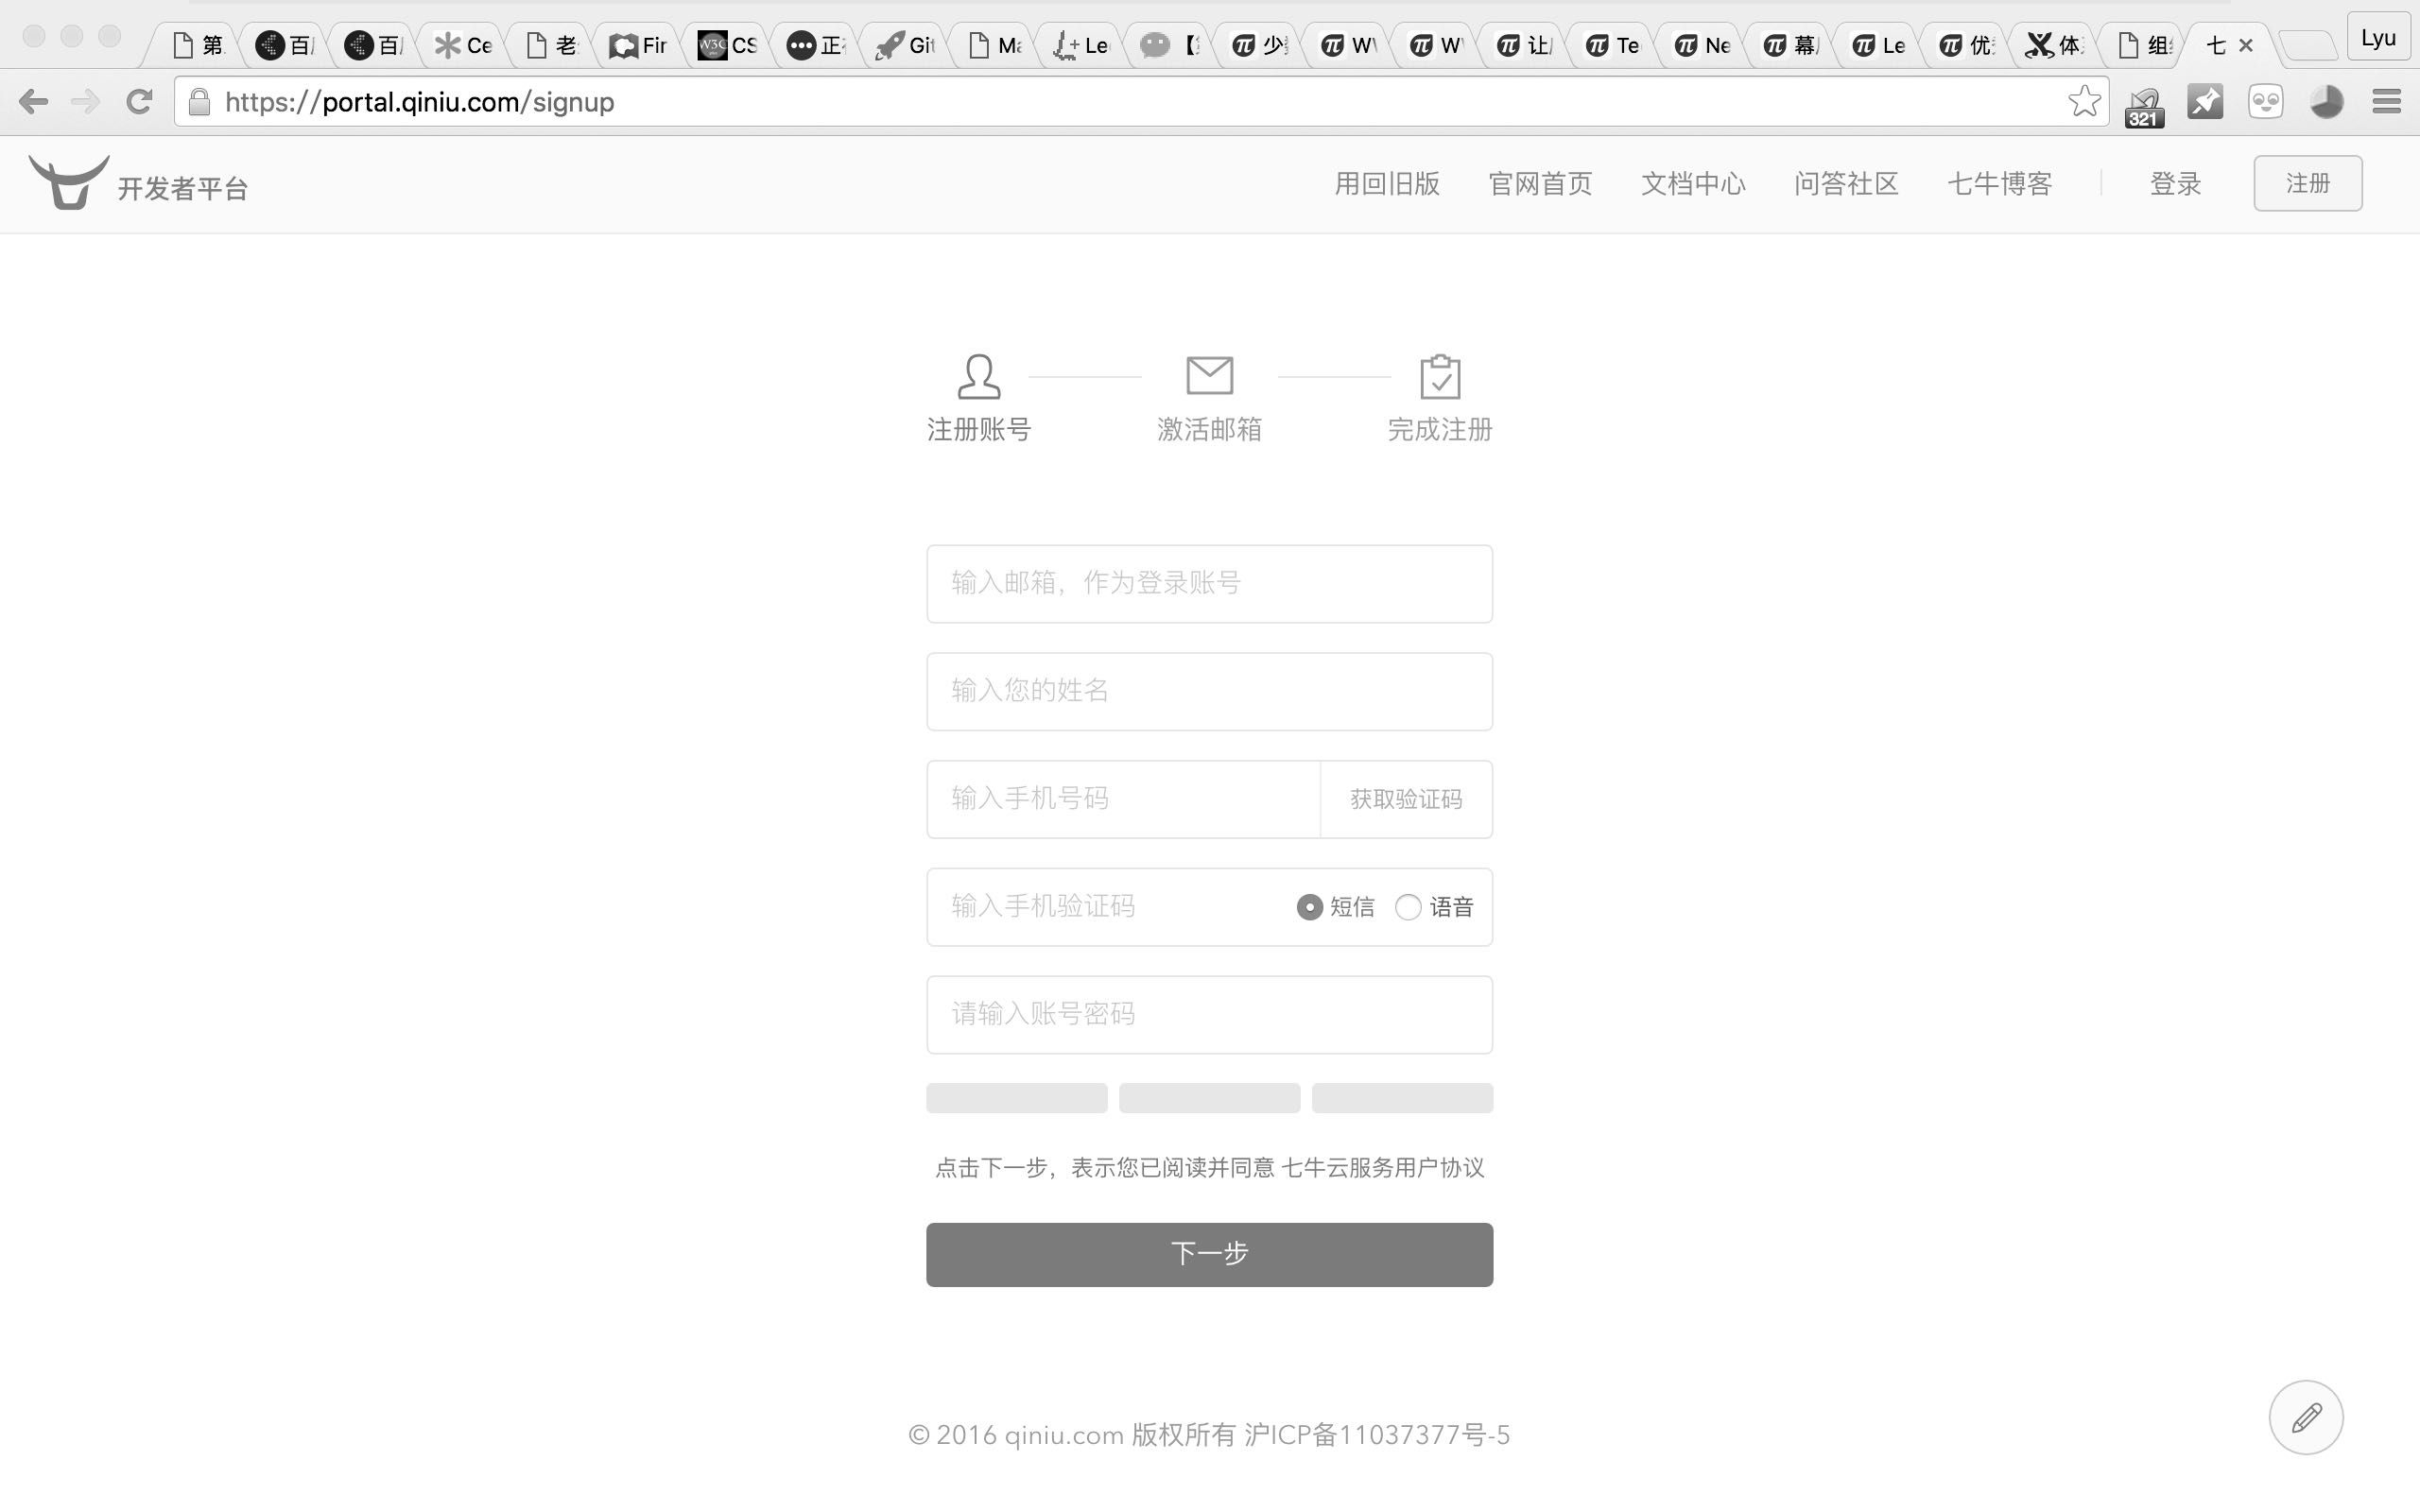 第 百 百 Ce 老 Fir CS 正 Git Ma Le 【 少 W W 让 Te Ne 幕 Le 优 体 组 七 Lyu
https://portal.qiniu.com/signup
321
开发者平台 用回旧版 官网首页 文档中心 问答社区 七牛博客 登录 注册
注册账号 激活邮箱 完成注册
输入邮箱，作为登录账号
输入您的姓名
输入手机号码 获取验证码
输入手机验证码 短信 语音
请输入账号密码
点击下一步，表示您已阅读并同意 七牛云服务用户协议
下一步
© 2016 qiniu.com 版权所有 沪ICP备11037377号-5